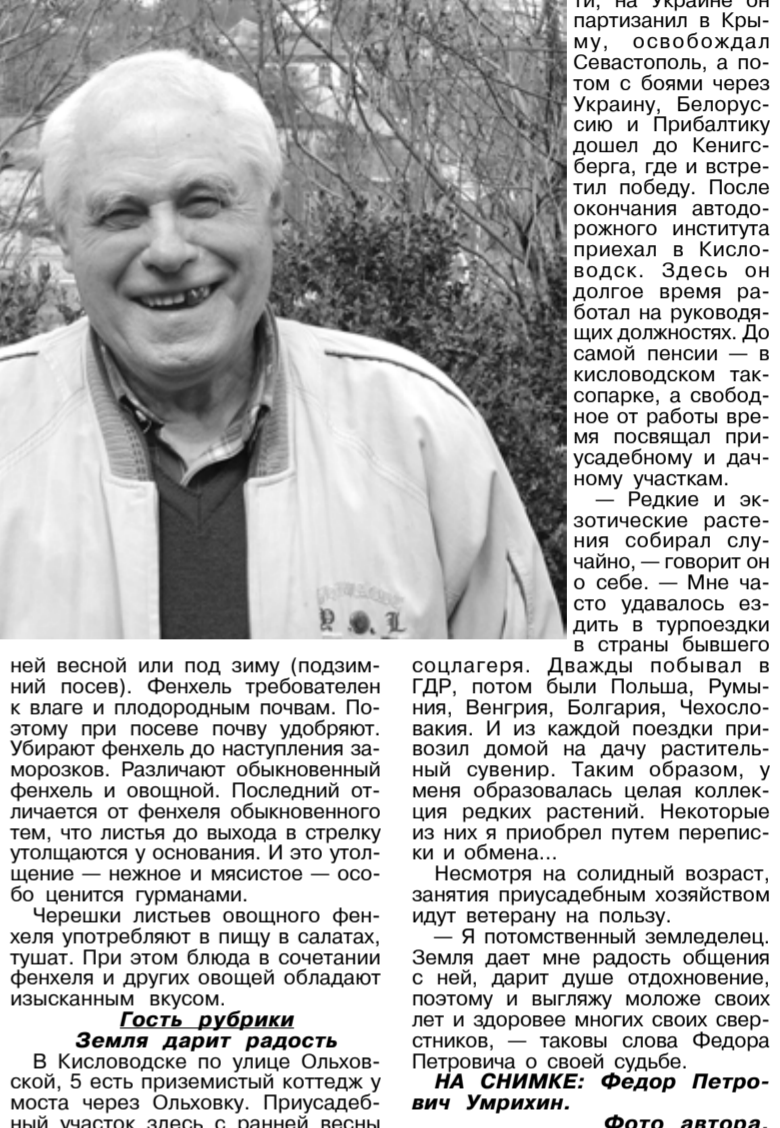 ней весной или под зиму (подзим-
ний посев). Фенхель требователен
к влаге и плодородным почвам. По-
этому при посеве почву удобряют.
Убирают фенхель до наступления за-
морозков. Различают обыкновенный
фенхель и овощной. Последний от-
личается от фенхеля обыкновенного
тем, что листья до выхода в стрелку
утолщаются у основания. И это утол-
щение — нежное и мясистое — осо-
бо ценится гурманами.
Черешки листьев овощного фен-
хеля употребляют в пищу в салатах,
тушат. При этом блюда в сочетании
фенхеля и других овощей обладают
изысканным вкусом.
Гость рубрики
Земля дарит радость
В Кисловодске по улице Ольхов-
ской, 5 есть приземистый коттедж у
моста через Ольховку. Приусадеб-
ный участок здесь с ранней весны
ти, на Украине он
партизанил в Кры-
му, освобождал
Севастополь, а по-
том с боями через
Украину, Белорус-
сию и Прибалтику
дошел до Кенигс-
берга, где и встре-
тил победу. После
окончания автодо-
рожного института
приехал в Кисло-
водск. Здесь он
долгое время ра-
ботал на руководя-
щих должностях. До
самой пенсии — в
кисловодском так-
сопарке, а свобод-
ное от работы вре-
мя посвящал при-
усадебному и дач-
ному участкам.
— Редкие и эк-
зотические расте-
ния собирал слу-
чайно, — говорит он
о себе. — Мне ча-
сто удавалось ез-
дить в турпоездки
в страны бывшего
соцлагеря. Дважды побывал в
ГДР, потом были Польша, Румы-
ния, Венгрия, Болгария, Чехосло-
вакия. И из каждой поездки при-
возил домой на дачу раститель-
ный сувенир. Таким образом, у
меня образовалась целая коллек-
ция редких растений. Некоторые
из них я приобрел путем перепис-
ки и обмена...
Несмотря на солидный возраст,
занятия приусадебным хозяйством
идут ветерану на пользу.
— Я потомственный земледелец.
Земля дает мне радость общения
с ней, дарит душе отдохновение,
поэтому и выгляжу моложе своих
лет и здоровее многих своих свер-
стников, — таковы слова Федора
Петровича о своей судьбе.
НА СНИМКЕ: Федор Петро-
вич Умрихин.
Фото автора.